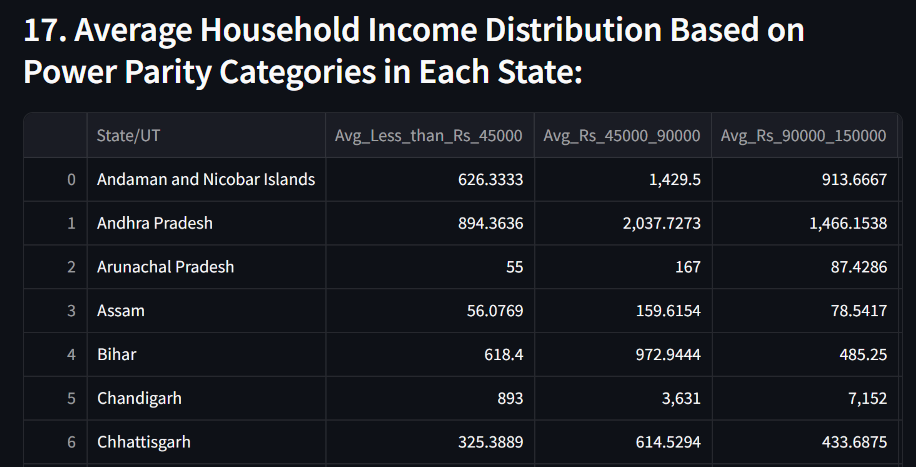 17. Average Household Income Distribution Based on
Power Parity Categories in Each State:
State/UT Avg_Less_than_Rs_45000 Avg_Rs_45000_90000 Avg_Rs_90000_150000
0 Andaman and Nicobar Islands 626.3333 1,429.5 913.6667
1 Andhra Pradesh 894.3636 2,037.7273 1,466.1538
2 Arunachal Pradesh 55 167 87.4286
3 Assam 56.0769 159.6154 78.5417
4 Bihar 618.4 972.9444 485.25
5 Chandigarh 893 3,631 7,152
6 Chhattisgarh 325.3889 614.5294 433.6875